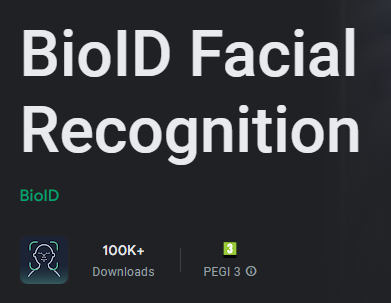 BioID Facial
Recognition
BioID
100K+
Downloads
3
PEGI 3